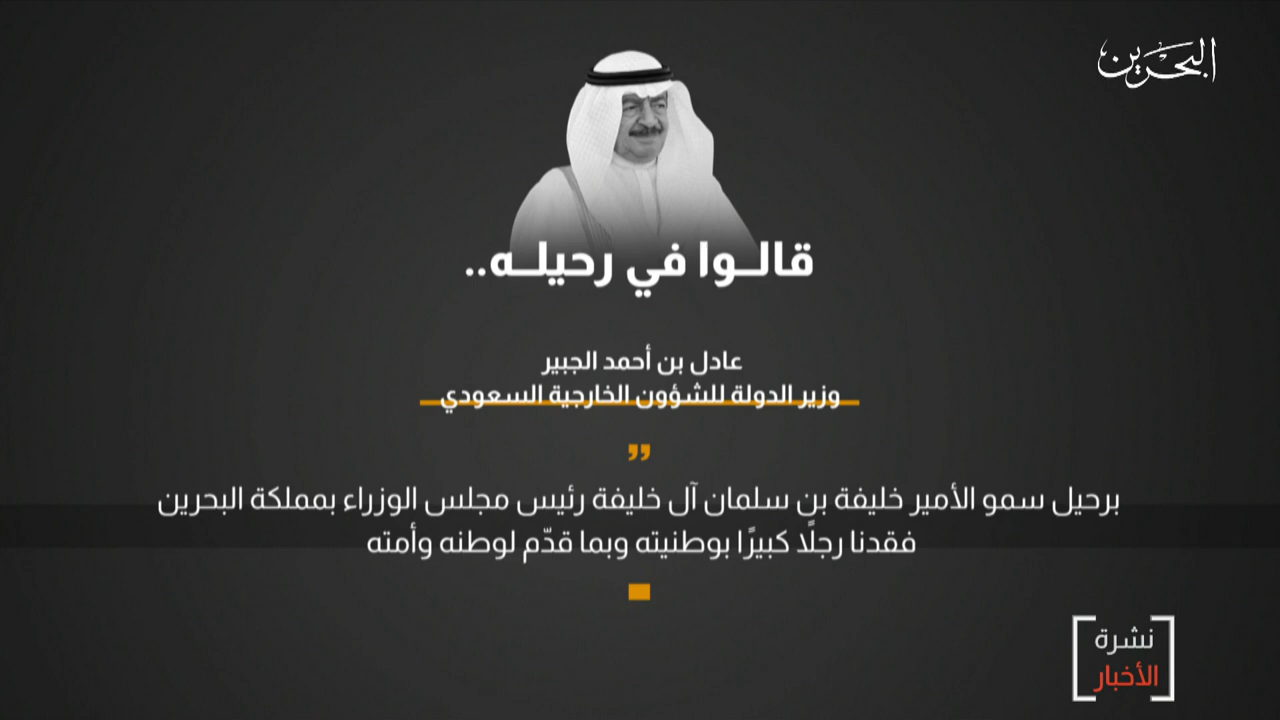 البحرين
قالـوا في رحيلـه..
عادل بن أحمد الجبير
وزير الدولة للشؤون الخارجية السعودي
”
برحيل سمو الأمير خليفة بن سلمان آل خليفة رئيس مجلس الوزراء بمملكة البحرين
فقدنا رجلًا كبيرًا بوطنيته وبما قدّم لوطنه وأمته
نشرة
الأخبار